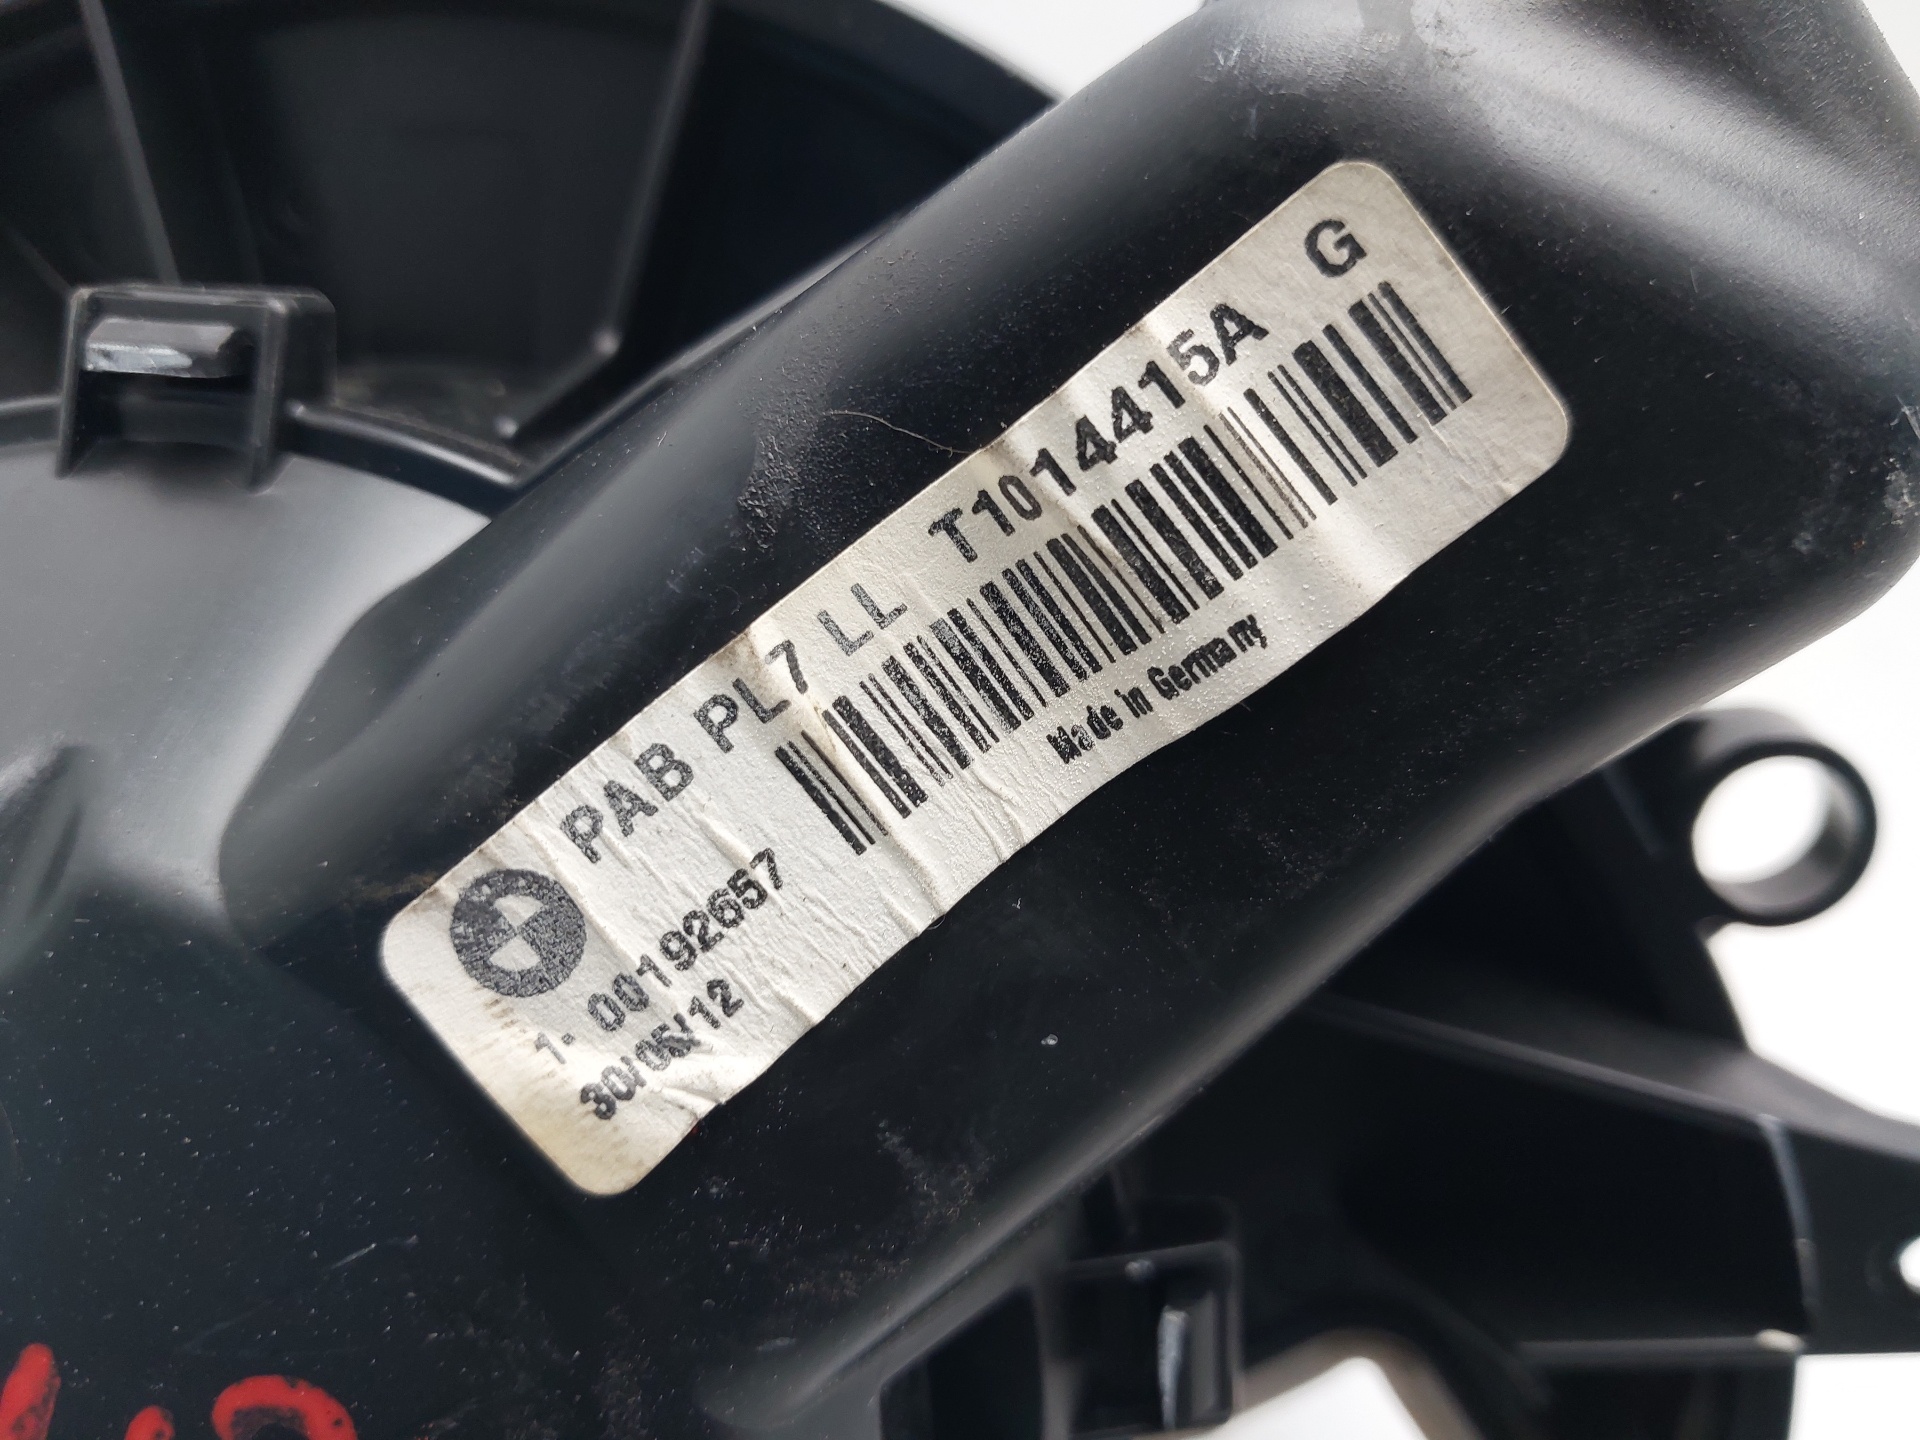 PAB PL7 LL T1014415A G
Made in Germany
1- 00192657
30/05/12